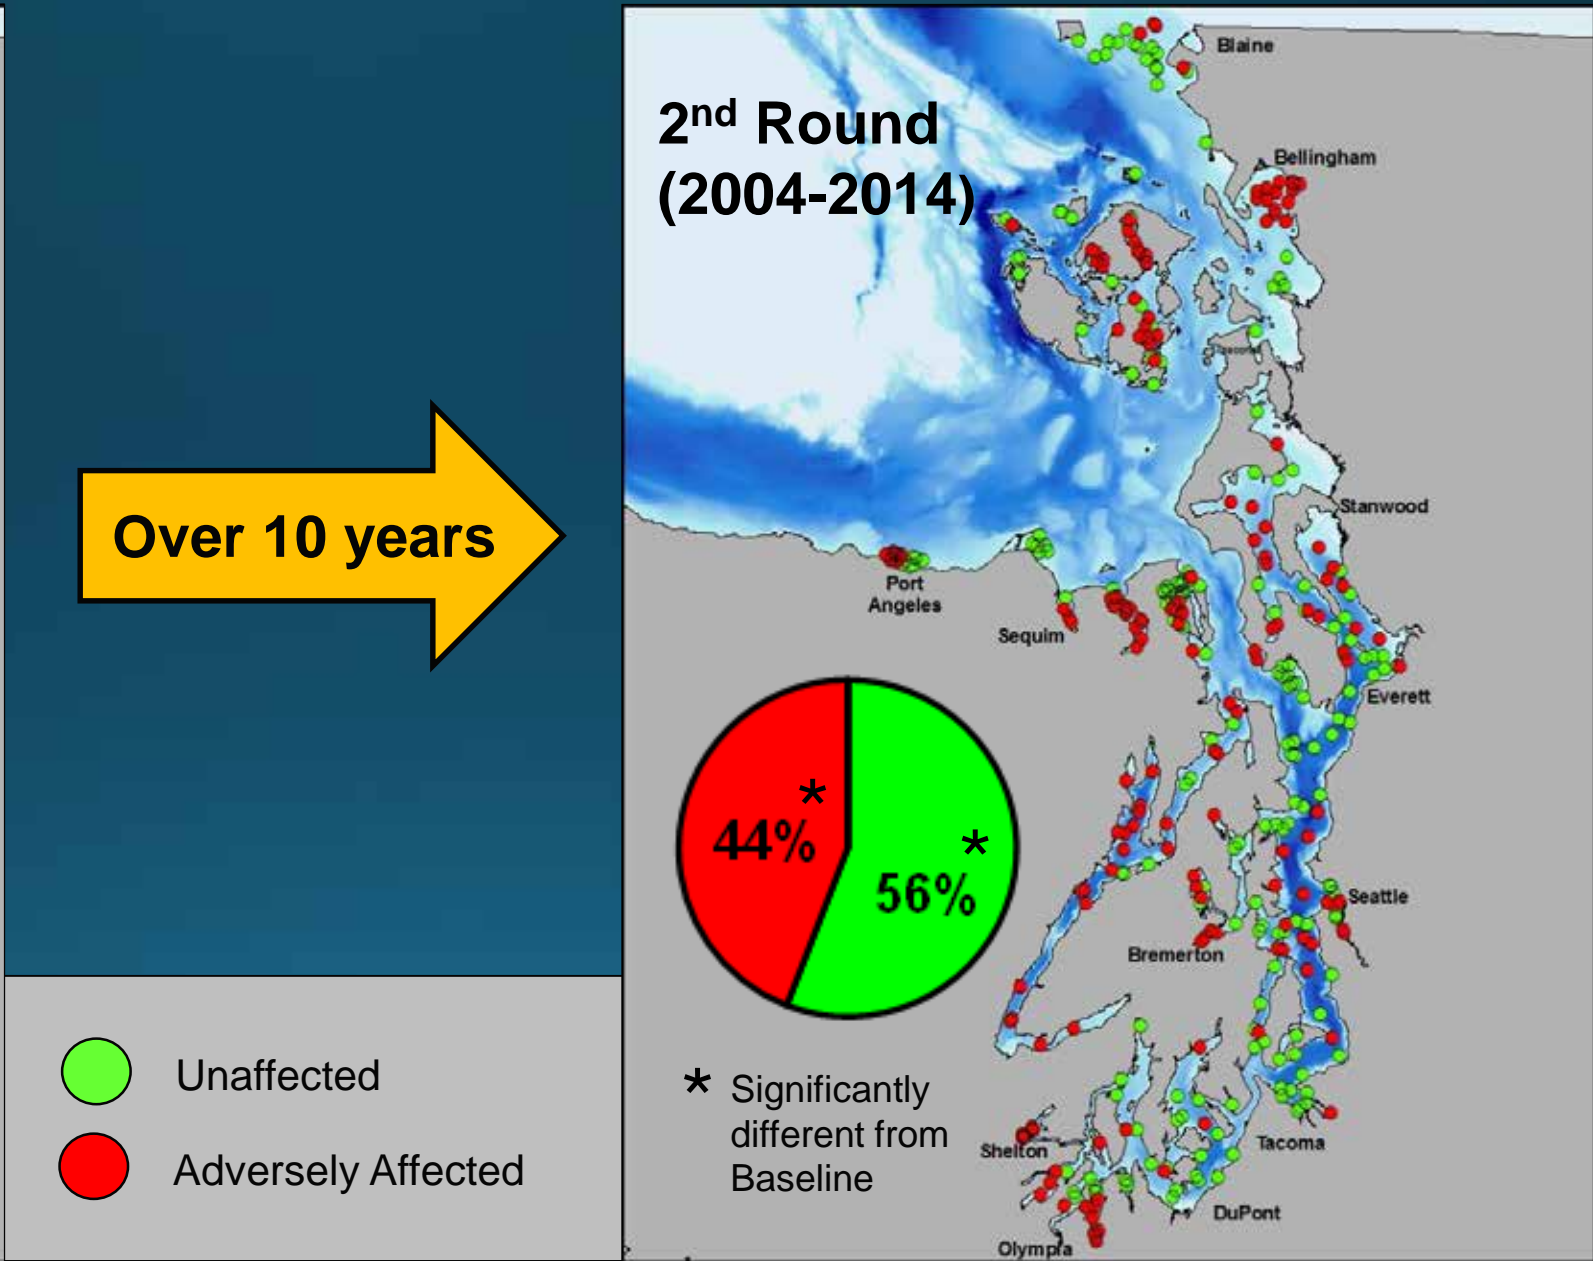 2nd Round
(2004-2014)
Over 10 years
Blaine
Bellingham
Stanwood
Port
Angeles
Sequim
Everett
44%
*
56%
*
Seattle
Bremerton
Unaffected
Adversely Affected
* Significantly
different from
Baseline
Shelton
Tacoma
DuPont
Olympia